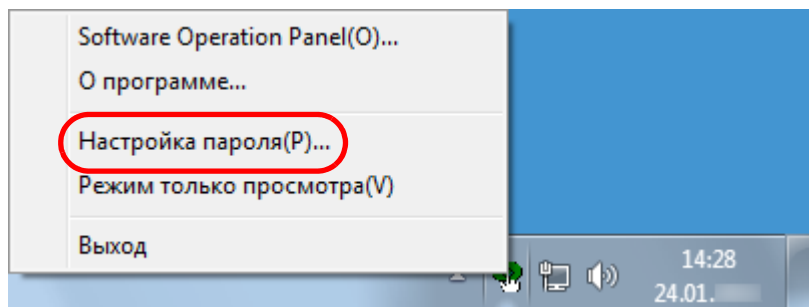 Software Operation Panel(O)...
О программе...
Настройка пароля(P)...
Режим только просмотра(V)
Выход
14:28
24.01.